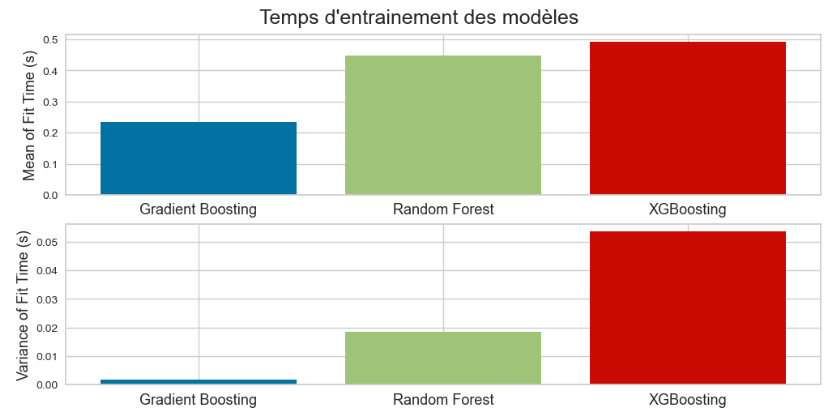 Temps d'entrainement des modèles
Mean of Fit Time (s)
0.5
0.4
0.3
0.2
0.1
0.0
Gradient Boosting
Random Forest
XGBoosting
Variance of Fit Time (s)
0.05
0.04
0.03
0.02
0.01
0.00
Gradient Boosting
Random Forest
XGBoosting